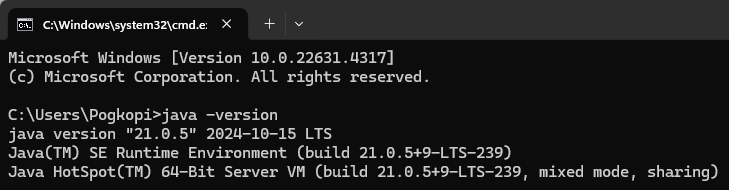 C:\Windows\system32\cmd.e
Microsoft Windows [Version 10.0.22631.4317]
(c) Microsoft Corporation. All rights reserved.
C:\Users\Pogkopi>java -version
java version "21.0.5" 2024-10-15 LTS
Java(TM) SE Runtime Environment (build 21.0.5+9-LTS-239)
Java HotSpot(TM) 64-Bit Server VM (build 21.0.5+9-LTS-239, mixed mode, sharing)